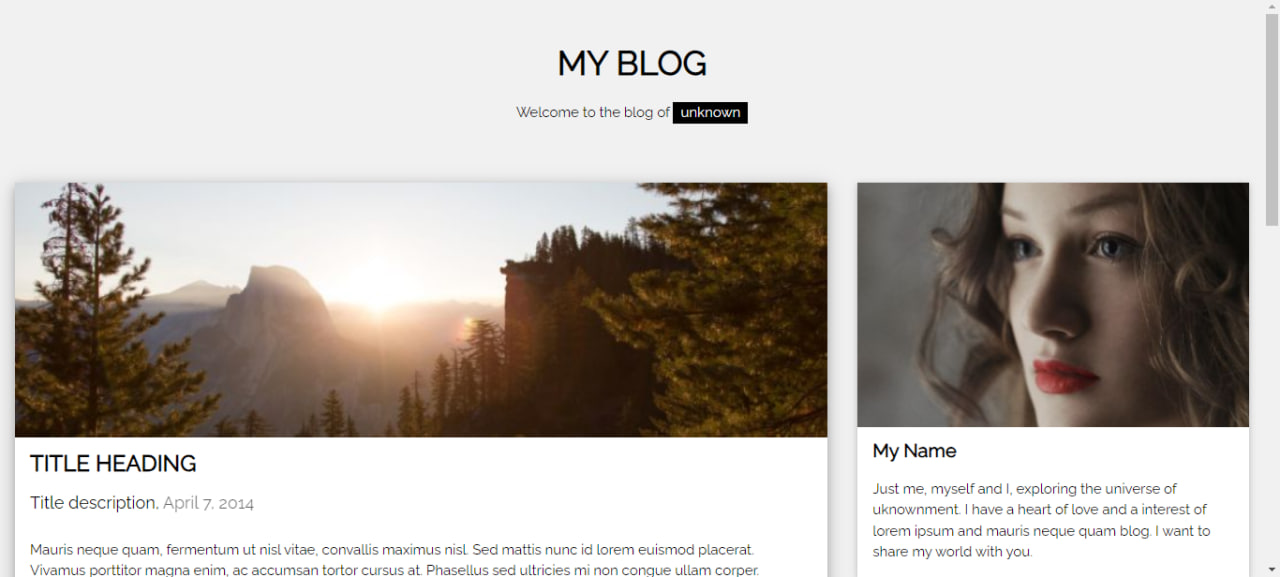 MY BLOG
Welcome to the blog of unknown
TITLE HEADING
Title description, April 7, 2014
Mauris neque quam, fermentum ut nisl vitae, convallis maximus nisl. Sed mattis nunc id lorem euismod placerat.
Vivamus porttitor magna enim, ac accumsan tortor cursus at. Phasellus sed ultricies mi non congue ullam corper.
My Name
Just me, myself and I, exploring the universe of
uknownment. I have a heart of love and a interest of
lorem ipsum and mauris neque quam blog. I want to
share my world with you.